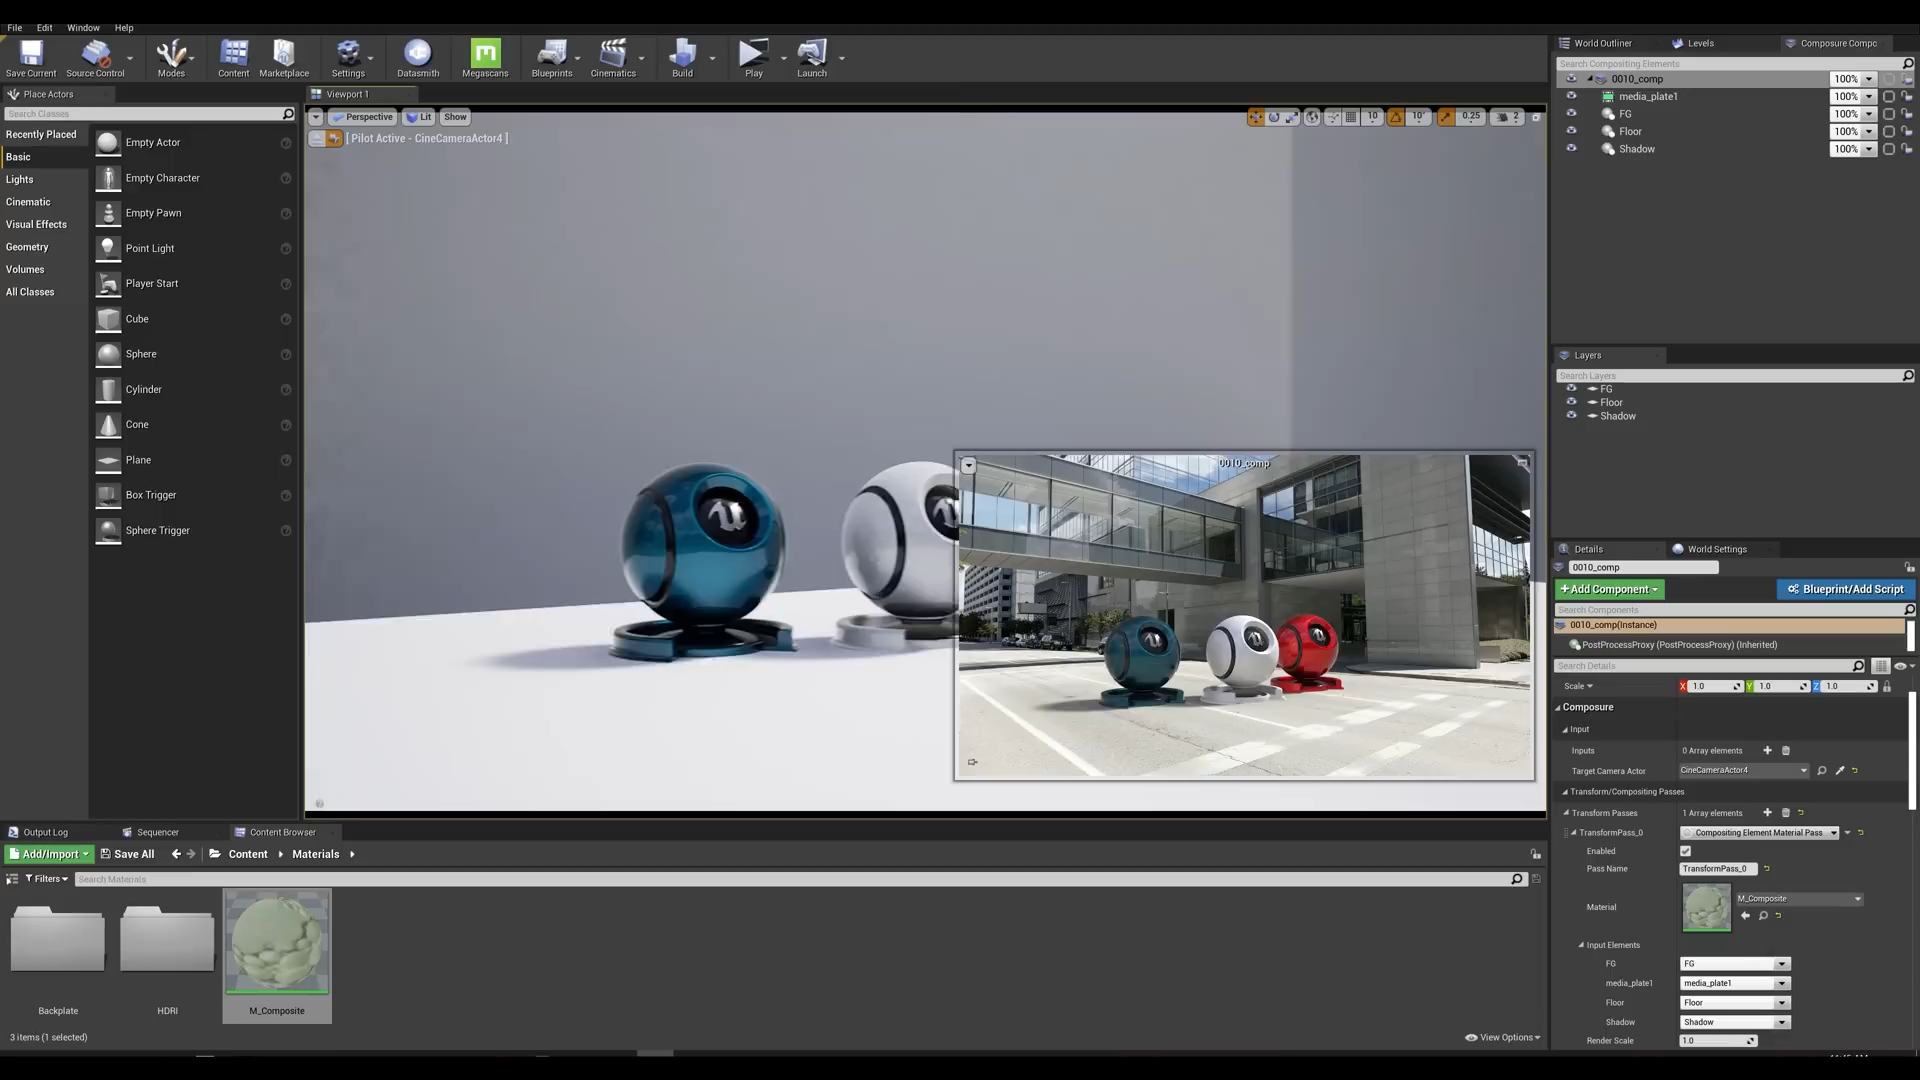 File Edit Window Help
Save Current Source Control Modes Content Marketplace Settings Datasmith Megascans Blueprints Cinematics Build Play Launch
Place Actors
Search Classes
Recently Placed
Basic
Lights
Cinematic
Visual Effects
Geometry
Volumes
All Classes
Empty Actor
Empty Character
Empty Pawn
Point Light
Player Start
Cube
Sphere
Cylinder
Cone
Plane
Box Trigger
Sphere Trigger
Viewport 1
Perspective Lit Show
10 10° 0.25 2
[ Pilot Active - CineCameraActor4 ]
0010_comp
World Outliner Levels Composure Compc
Search Compositing Elements
0010_comp 100%
media_plate1 100%
FG 100%
Floor 100%
Shadow 100%
Layers
Search Layers
FG
Floor
Shadow
Details World Settings
0010_comp
+Add Component Blueprint/Add Script
Search Components
0010_comp(Instance)
PostProcessProxy (PostProcessProxy) (Inherited)
Search Details
Scale X 1.0 Y 1.0 Z 1.0
Composure
Input
Inputs 0 Array elements
Target Camera Actor CineCameraActor4
Transform/Compositing Passes
Transform Passes 1 Array elements
TransformPass_0 Compositing Element Material Pass
Enabled
Pass Name TransformPass_0
Material M_Composite
Input Elements
FG FG
media_plate1 media_plate1
Floor Floor
Shadow Shadow
Render Scale 1.0
Output Log Sequencer Content Browser
Add/Import Save All Content Materials
Filters Search Materials
Backplate HDRI M_Composite
3 items (1 selected) View Options